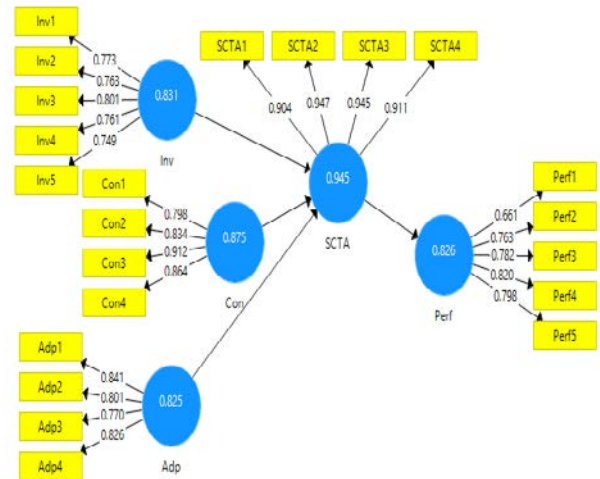 Inv1
Inv2
Inv3
Inv4
Inv5
0.773
0.763
0.801
0.761
0.749
0.831
Inv
SCTA1
SCTA2
SCTA3
SCTA4
0.904
0.947
0.945
0.911
0.945
SCTA
Con1
Con2
Con3
Con4
0.798
0.834
0.912
0.864
0.875
Con
Perf1
Perf2
Perf3
Perf4
Perf5
0.661
0.763
0.782
0.820
0.798
0.826
Perf
Adp1
Adp2
Adp3
Adp4
0.841
0.801
0.770
0.826
0.825
Adp